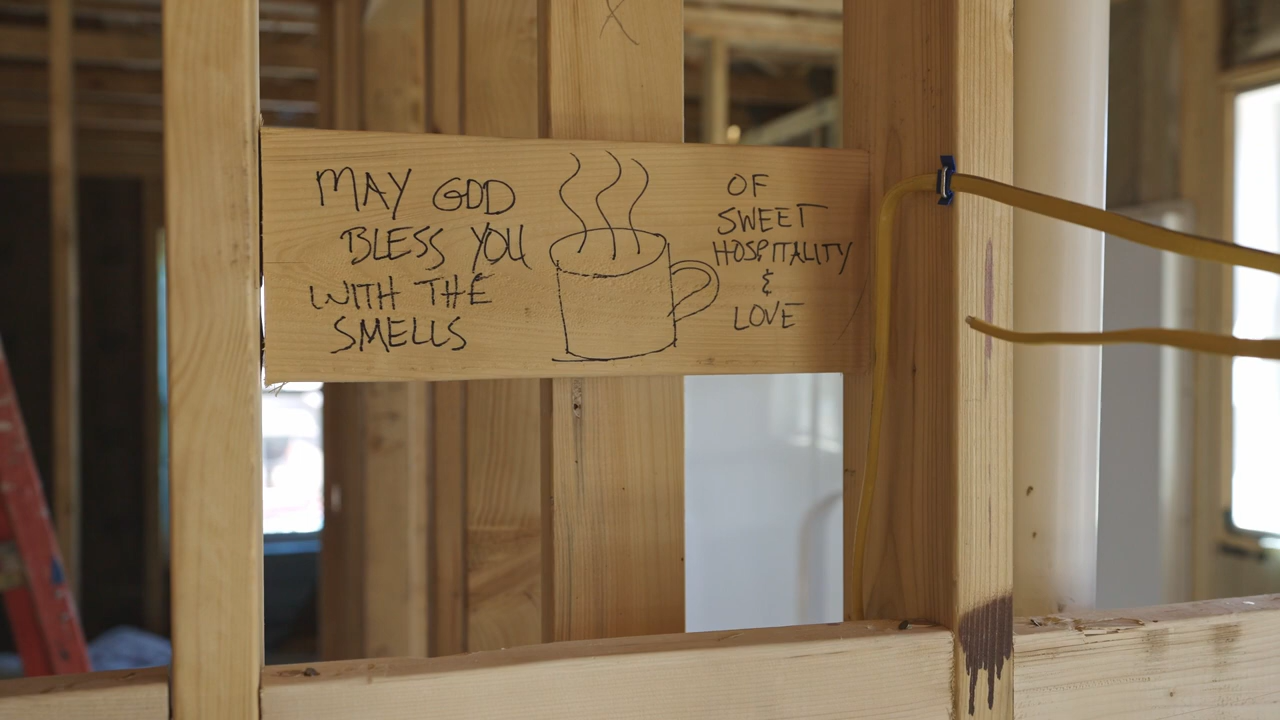 MAY GOD
BLESS YOU
WITH THE
SMELLS
OF
SWEET
HOSPITALITY
&
LOVE
X